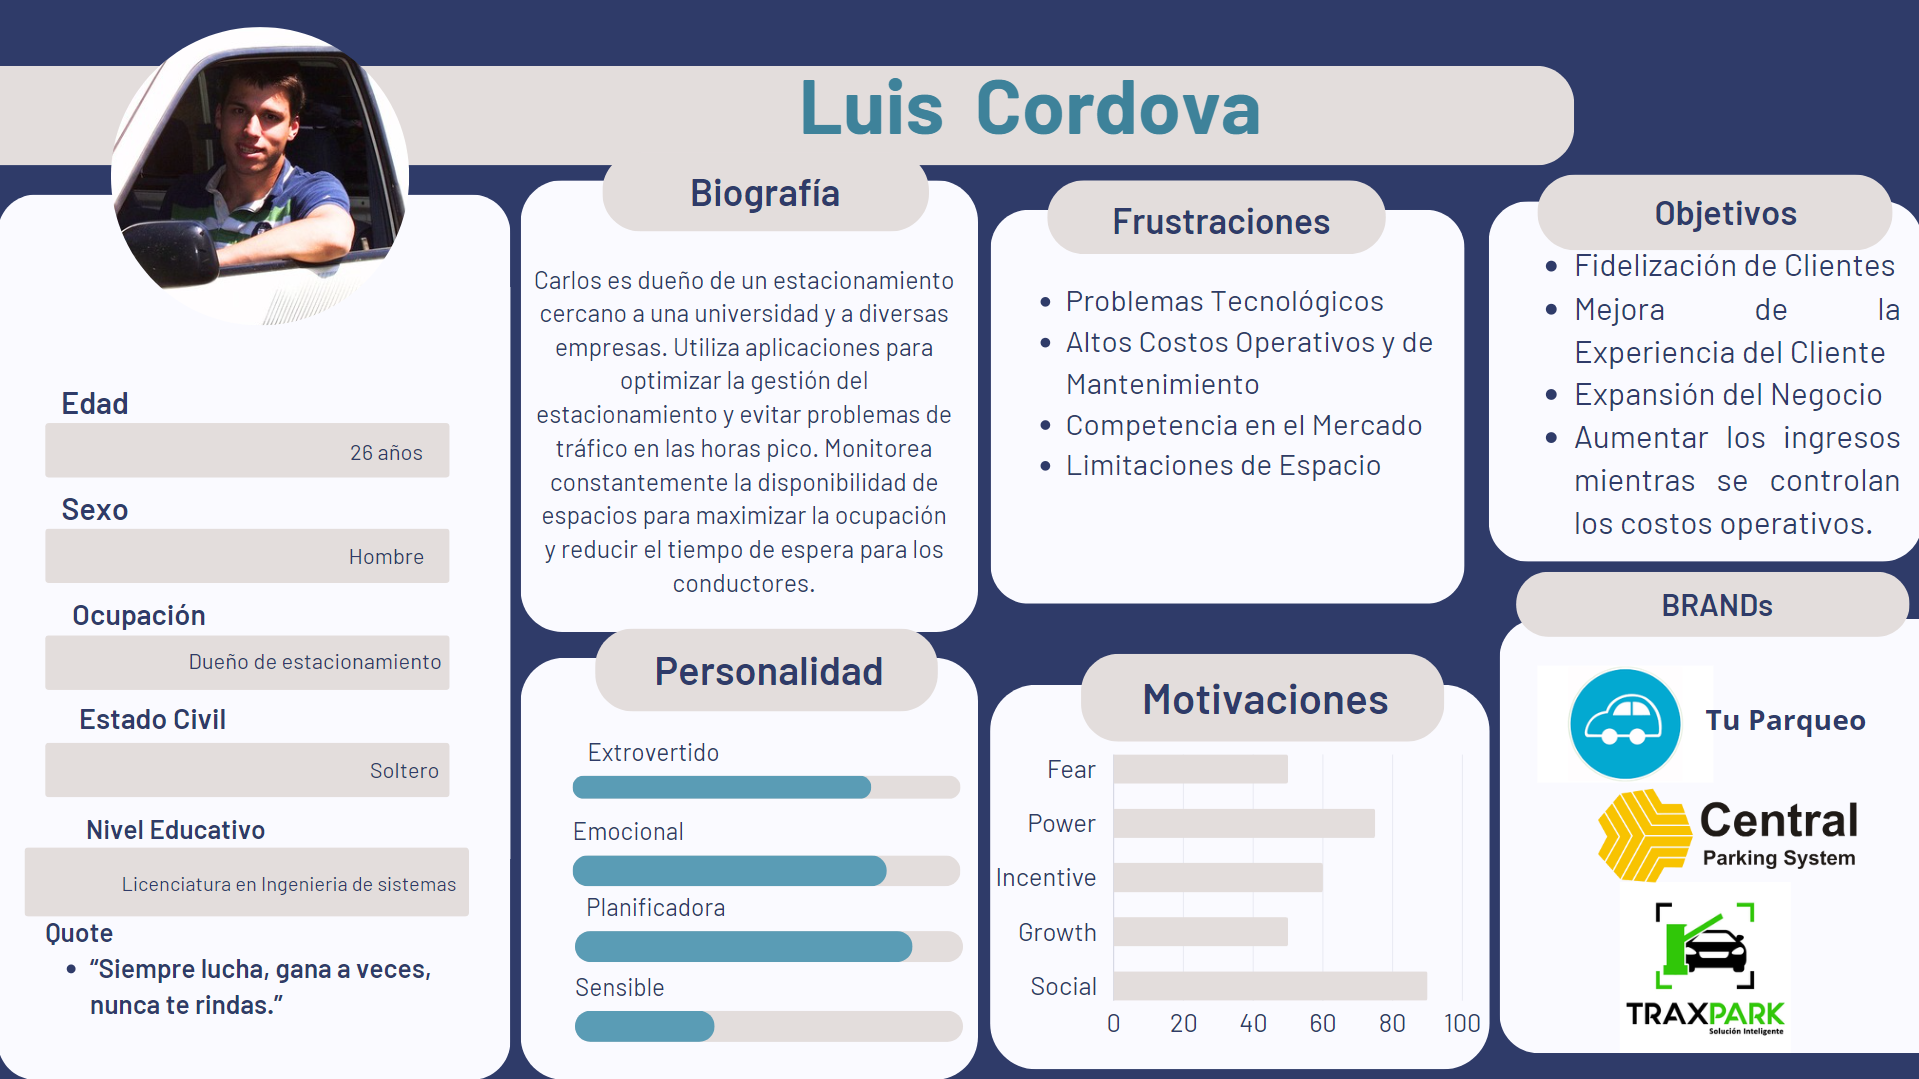 Luis Cordova
Edad
26 años
Sexo
Hombre
Ocupación
Dueño de estacionamiento
Estado Civil
Soltero
Nivel Educativo
Licenciatura en Ingenieria de sistemas
Quote
“Siempre lucha, gana a veces,
nunca te rindas.”
Biografía
Carlos es dueño de un estacionamiento
cercano a una universidad y a diversas
empresas. Utiliza aplicaciones para
optimizar la gestión del
estacionamiento y evitar problemas de
tráfico en las horas pico. Monitorea
constantemente la disponibilidad de
espacios para maximizar la ocupación
y reducir el tiempo de espera para los
conductores.
Personalidad
Extrovertido
Emocional
Planificadora
Sensible
Frustraciones
Problemas Tecnológicos
Altos Costos Operativos y de
Mantenimiento
Competencia en el Mercado
Limitaciones de Espacio
Motivaciones
Fear
Power
Incentive
Growth
Social
0 20 40 60 80 100
Objetivos
Fidelización de Clientes
Mejora de la
Experiencia del Cliente
Expansión del Negocio
Aumentar los ingresos
mientras se controlan
los costos operativos.
BRANDs
Tu Parqueo
Central
Parking System
TRAXPARK
Solución Inteligente